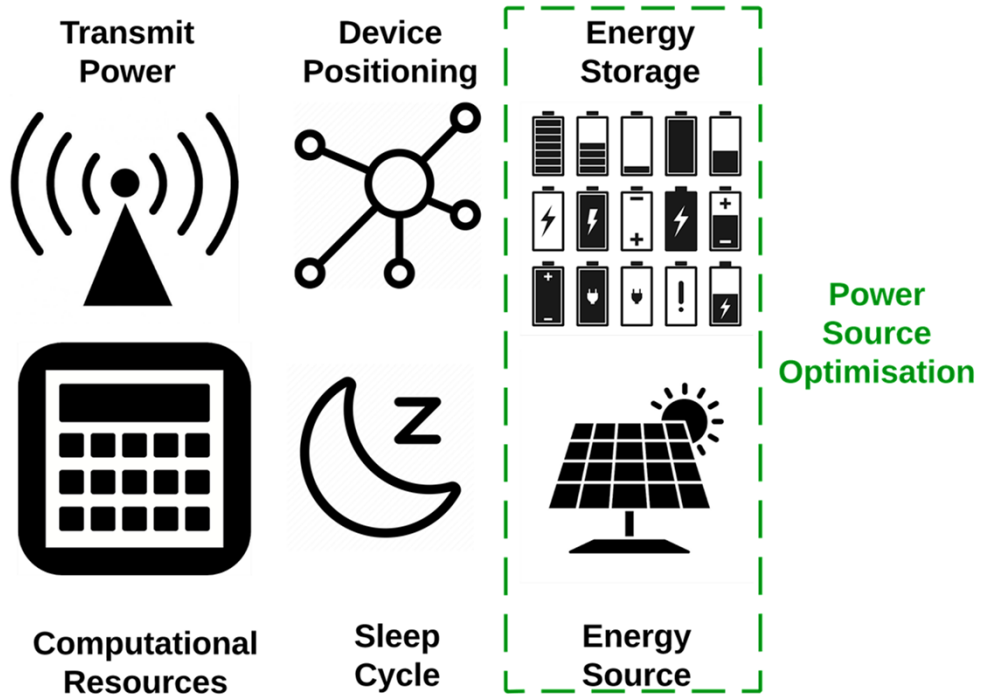 Transmit
Power
Device
Positioning
Energy
Storage
Z
Power
Source
Optimisation
Computational
Resources
Sleep
Cycle
Energy
Source